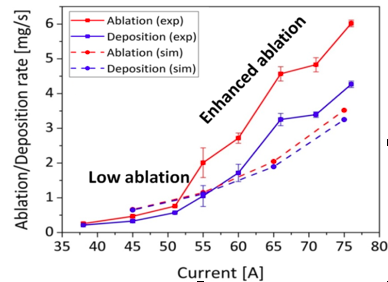 Ablation/Deposition rate [mg/s]
6
5
4
3
2
1
0
Ablation (exp)
Deposition (exp)
Ablation (sim)
Deposition (sim)
Enhanced ablation
Low ablation
35 40 45 50 55 60 65 70 75 80
Current [A]